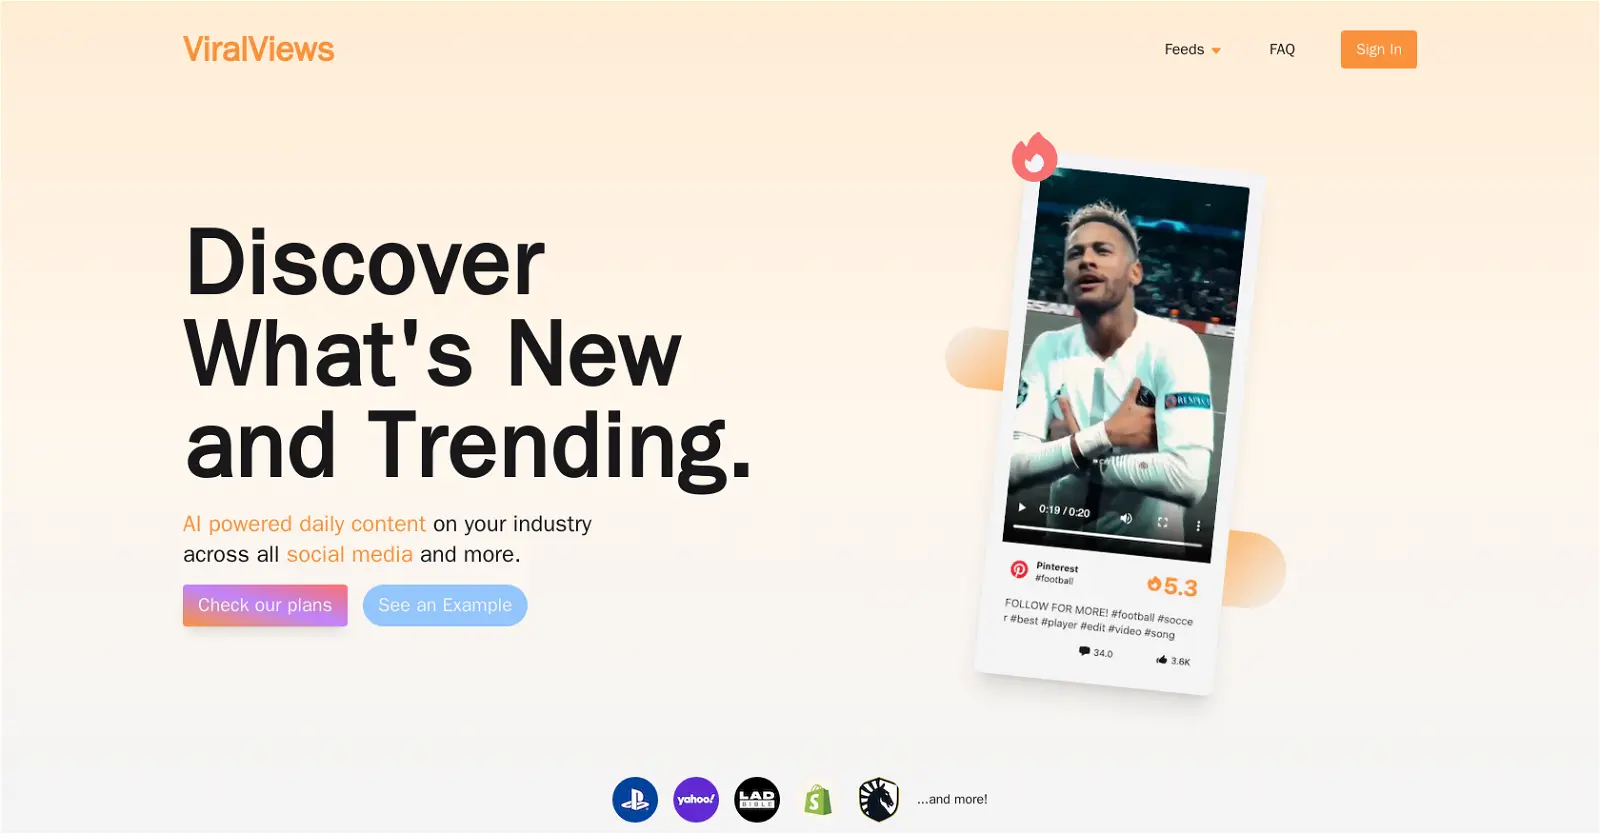 ViralViews
Feeds
FAQ
Sign In
Discover
What's New
and Trending.
AI powered daily content on your industry
across all social media and more.
Check our plans
See an Example
RESPECT
0:19 / 0:20
Pinterest
#football
5.3
FOLLOW FOR MORE! #football #socce
r #best #player #edit #video #song
34.0
3.6K
yahoo!
LAD
BIBLE
...and more!